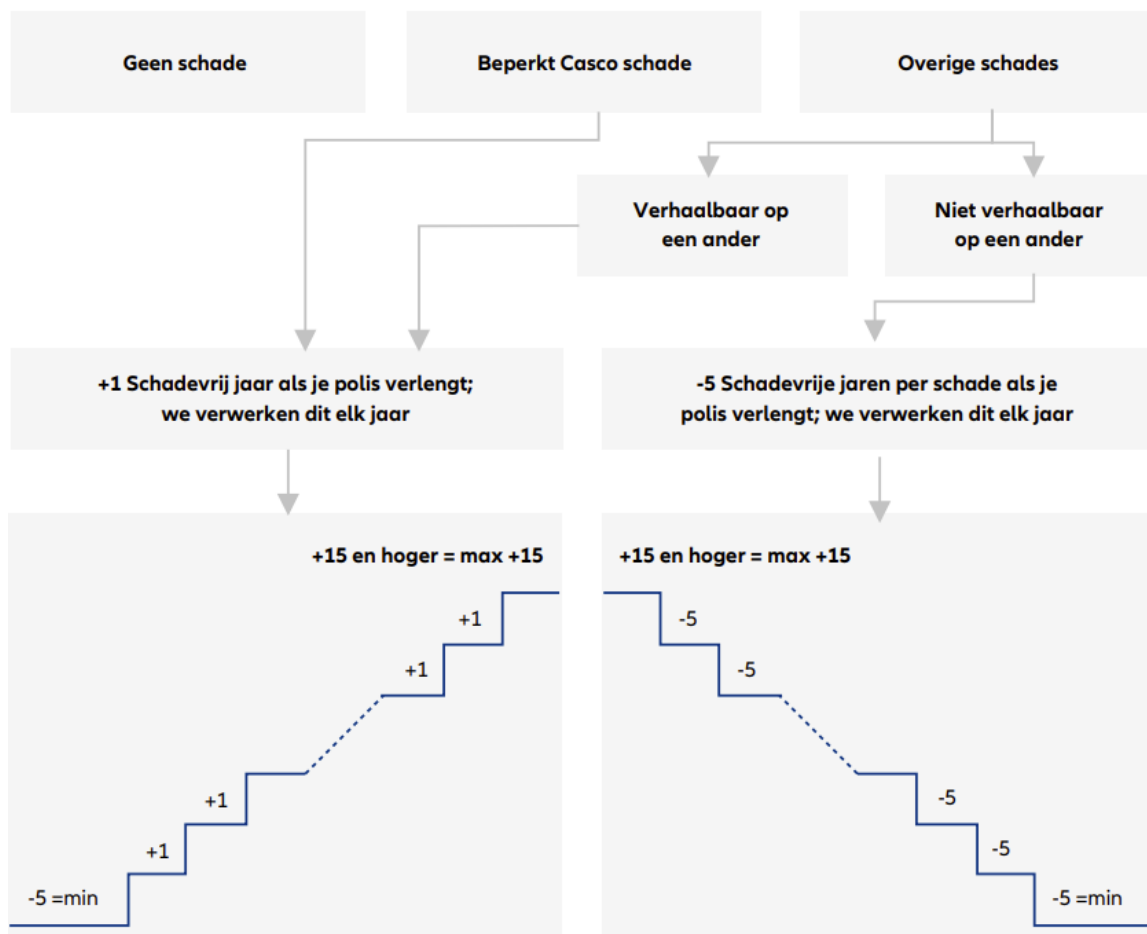 Geen schade
Beperkt Casco schade
Overige schades
Verhaalbaar op
een ander
Niet verhaalbaar
op een ander
+1 Schadevrij jaar als je polis verlengt;
we verwerken dit elk jaar
-5 Schadevrije jaren per schade als je
polis verlengt; we verwerken dit elk jaar
+15 en hoger = max +15
+1
+1
+1
+1
-5 =min
+15 en hoger = max +15
-5
-5
-5
-5
-5 =min